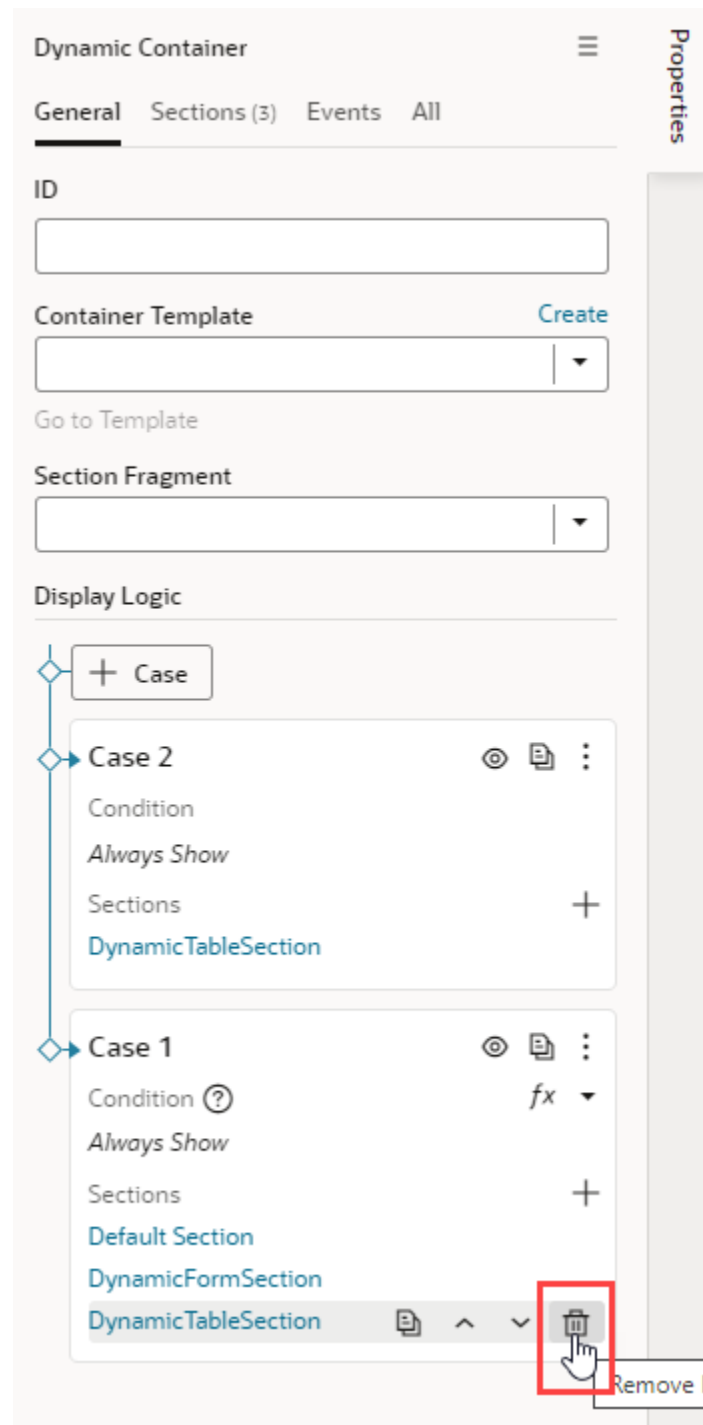 Dynamic Container
Properties
General Sections (3) Events All
ID
Container Template Create
Go to Template
Section Fragment
Display Logic
+ Case
Case 2
Condition
Always Show
Sections
DynamicTableSection
Case 1
Condition ? fx
Always Show
Sections
Default Section
DynamicFormSection
DynamicTableSection
Remove